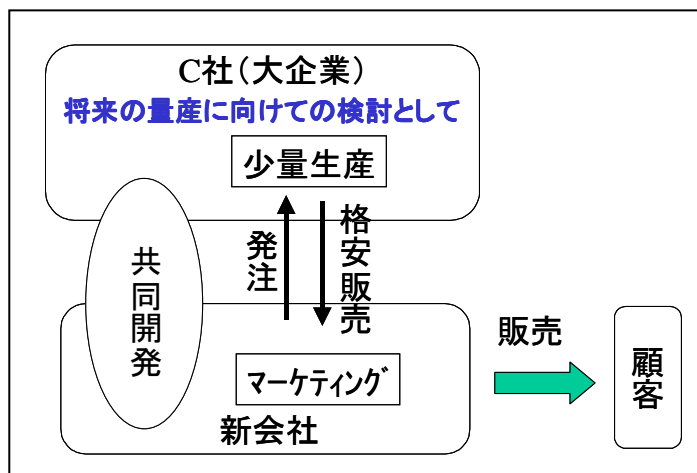 C社(大企業)
将来の量産に向けての検討として
少量生産
発注
格安販売
共同開発
マーケティング
新会社
販売
顧客